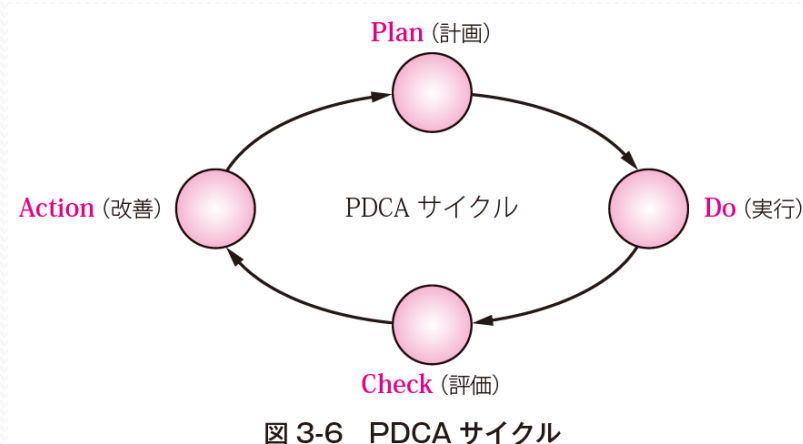 Plan（計画）
Action（改善）
PDCA サイクル
Do（実行）
Check（評価）
図 3-6　PDCA サイクル